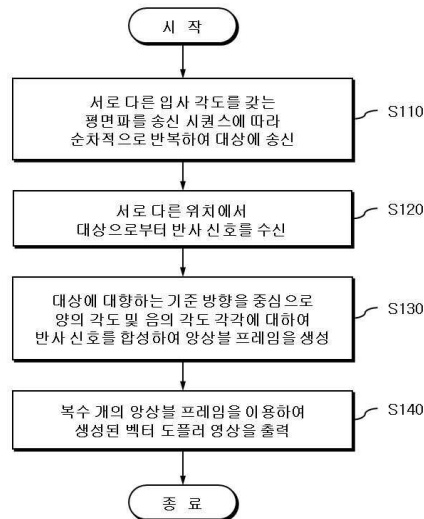 시 작
서로 다른 입사 각도를 갖는
평면파를 송신 시퀀스에 따라
순차적으로 반복하여 대상에 송신
S110
서로 다른 위치에서
대상으로부터 반사 신호를 수신
S120
대상에 대향하는 기준 방향을 중심으로
양의 각도 및 음의 각도 각각에 대하여
반사 신호를 합성하여 앙상블 프레임을 생성
S130
복수 개의 앙상블 프레임을 이용하여
생성된 벡터 도플러 영상을 출력
S140
종 료